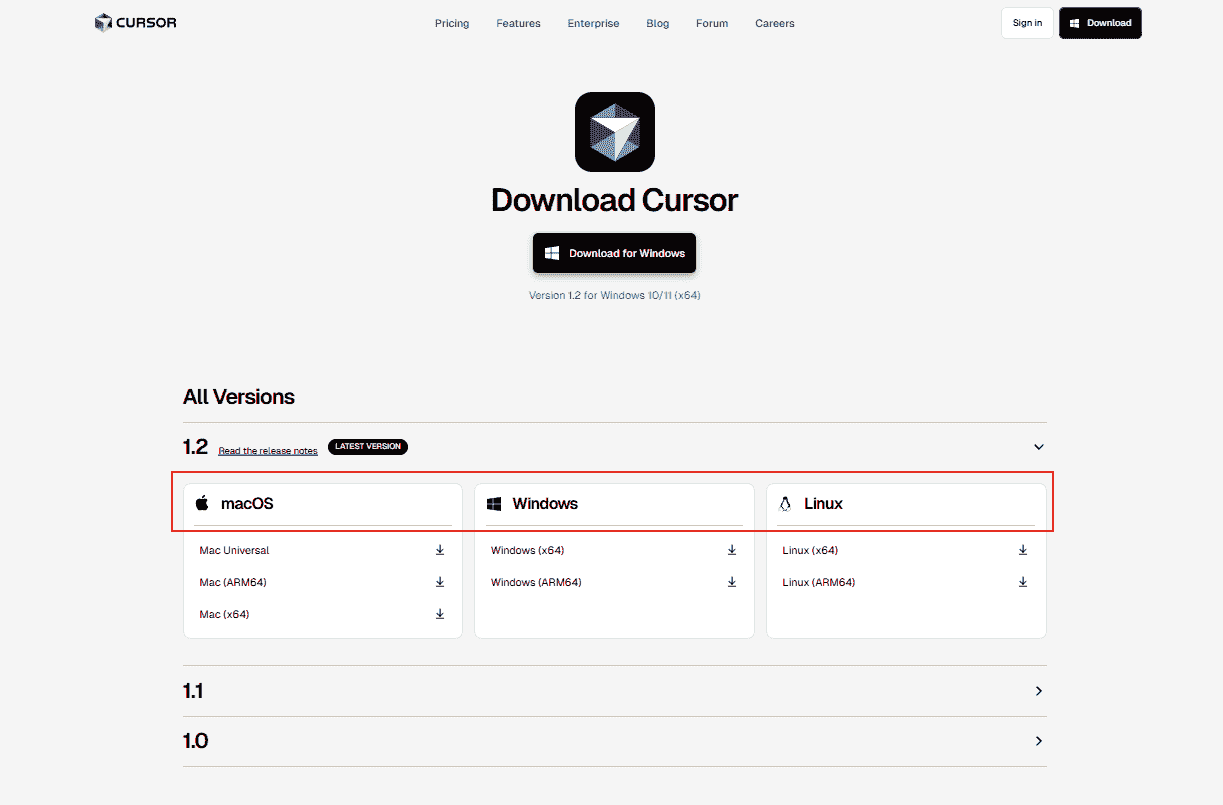 CURSOR Pricing Features Enterprise Blog Forum Careers Sign in Download
Download Cursor
Download for Windows
Version 1.2 for Windows 10/11 (x64)
All Versions
1.2 Read the release notes LATEST VERSION
macOS Windows Linux
Mac Universal Windows (x64) Linux (x64)
Mac (ARM64) Windows (ARM64) Linux (ARM64)
Mac (x64)
1.1
1.0